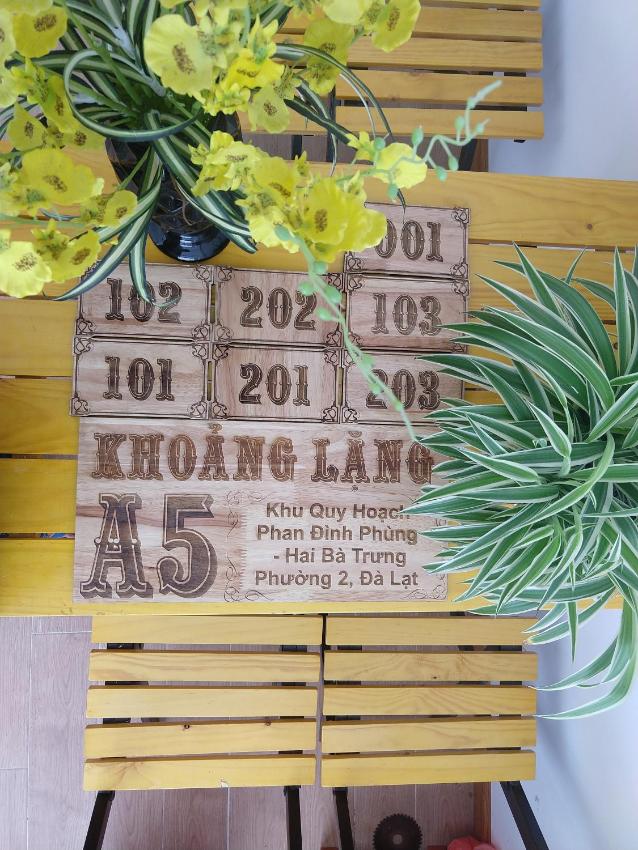 001
102 202 103
101 201 203
KHOẢNG LẶNG
A5
Khu Quy Hoạch
Phan Đình Phùng
- Hai Bà Trưng
Phường 2, Đà Lạt